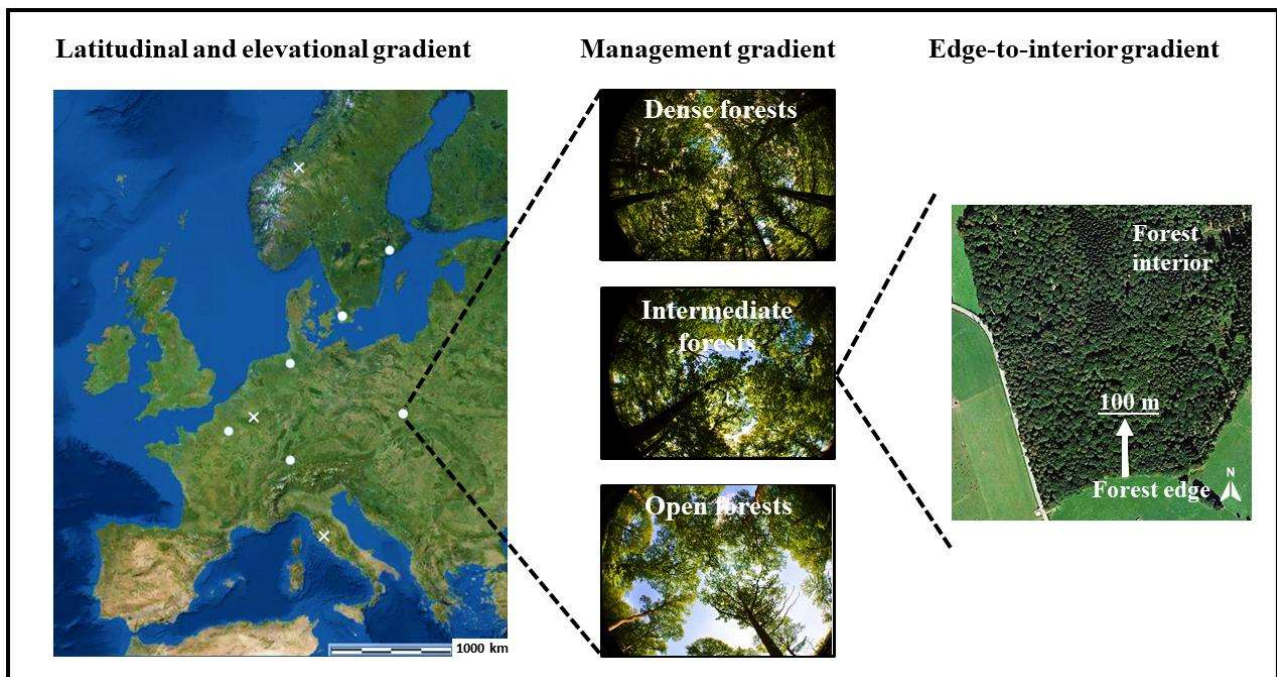 Latitudinal and elevational gradient
Management gradient
Edge-to-interior gradient
Dense forests
Intermediate
forests
Open forests
Forest
interior
100 m
Forest edge
N
1000 km